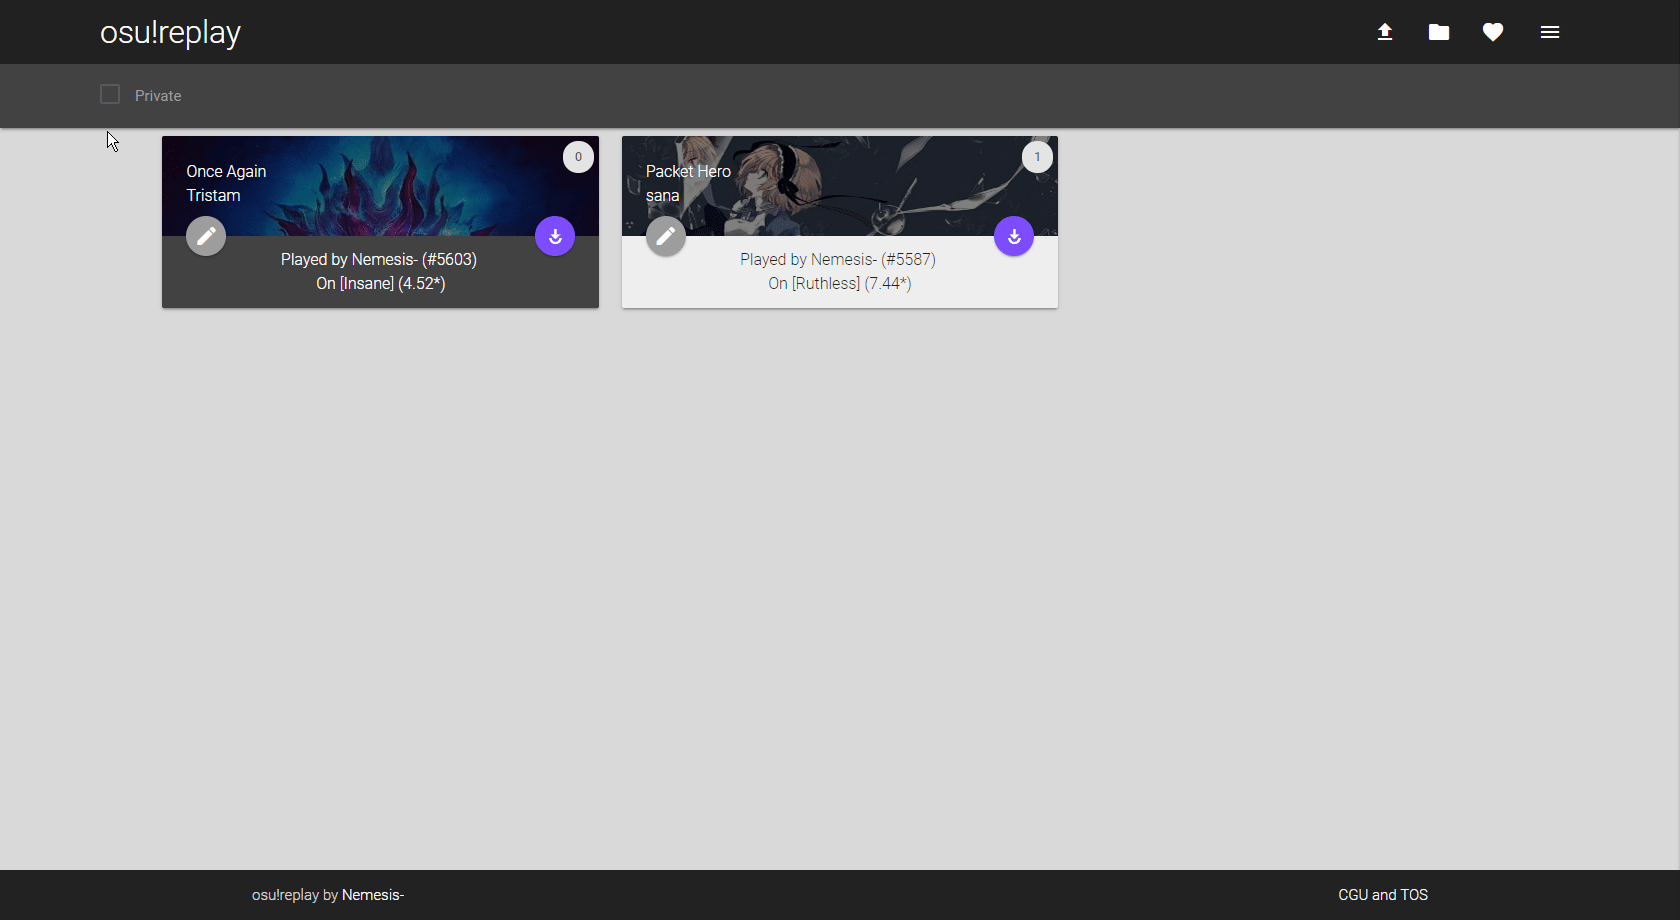 osu!replay
Private
Once Again
Tristam
0
Played by Nemesis- (#5603)
On [Insane] (4.52*)
Packet Hero
sana
1
Played by Nemesis- (#5587)
On [Ruthless] (7.44*)
osu!replay by Nemesis-
CGU and TOS